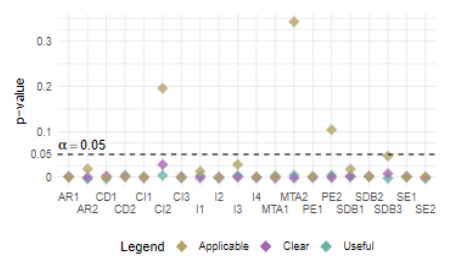 0.3
0.2
p-value
0.1
α = 0.05
0.05
0
AR1 CD1 CI1 CI3 I2 I4 MTA2 PE2 SDB2 SE1
AR2 CD2 CI2 I1 I3 MTA1 PE1 SDB1 SDB3 SE2
Legend Applicable Clear Useful